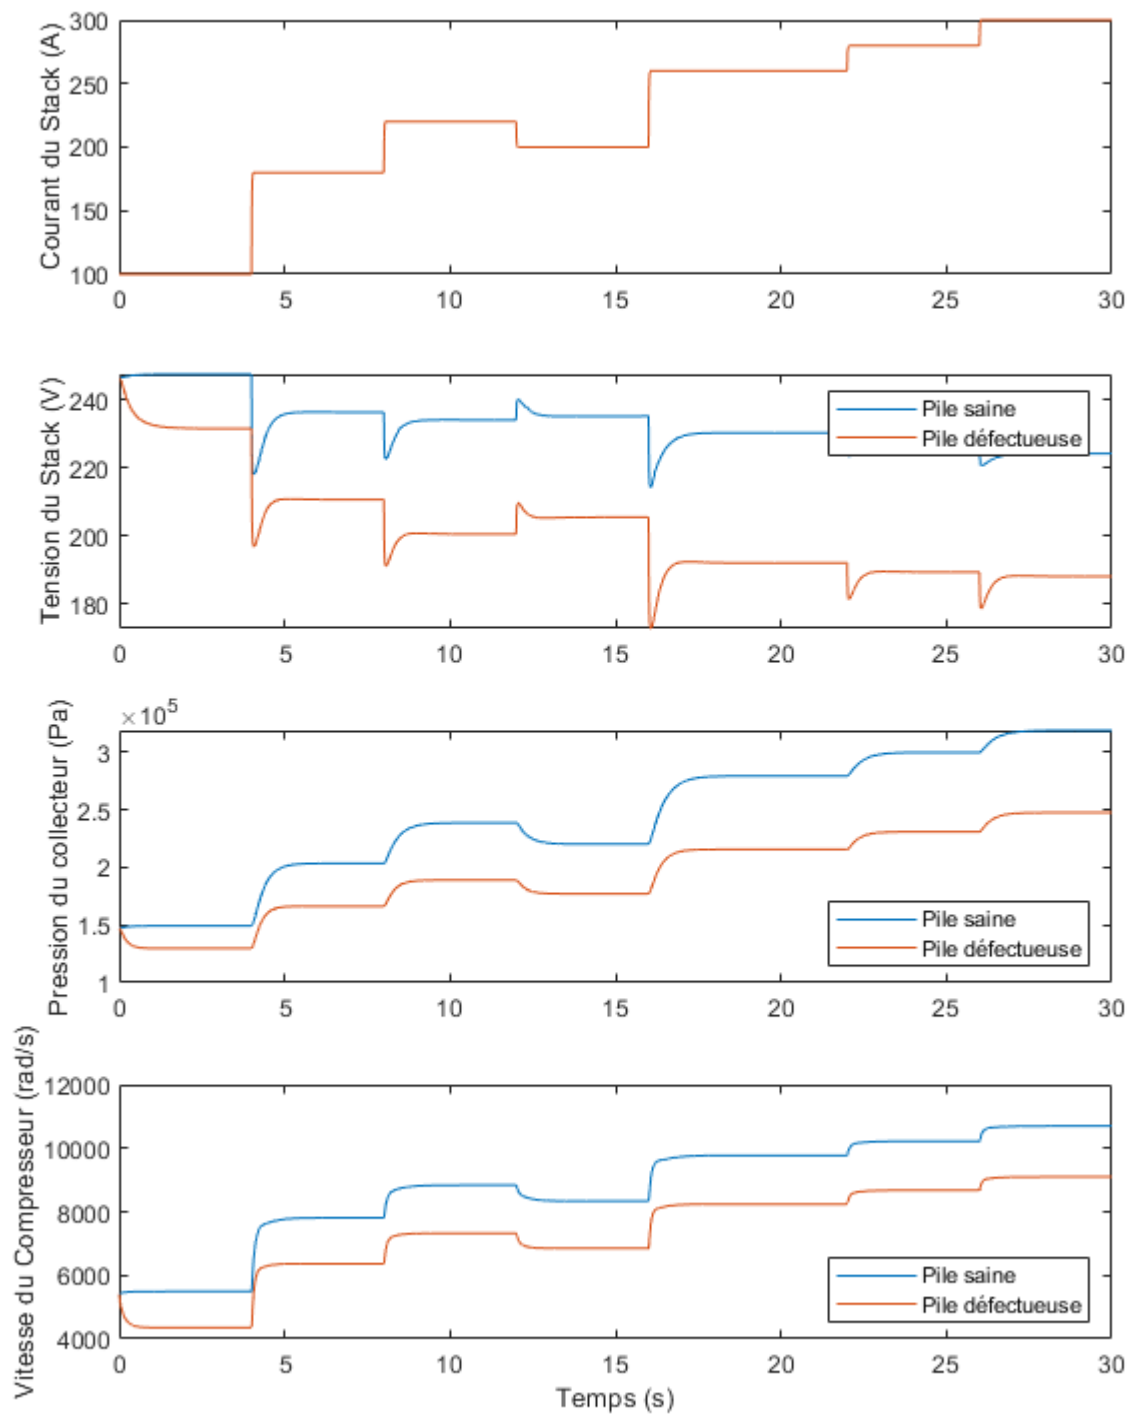 Courant du Stack (A)
300
250
200
150
100
0 5 10 15 20 25 30
Tension du Stack (V)
240
220
200
180
Pile saine
Pile défectueuse
0 5 10 15 20 25 30
×10⁵
Pression du collecteur (Pa)
3
2.5
2
1.5
1
Pile saine
Pile défectueuse
0 5 10 15 20 25 30
Vitesse du Compresseur (rad/s)
12000
10000
8000
6000
4000
Pile saine
Pile défectueuse
0 5 10 15 20 25 30
Temps (s)